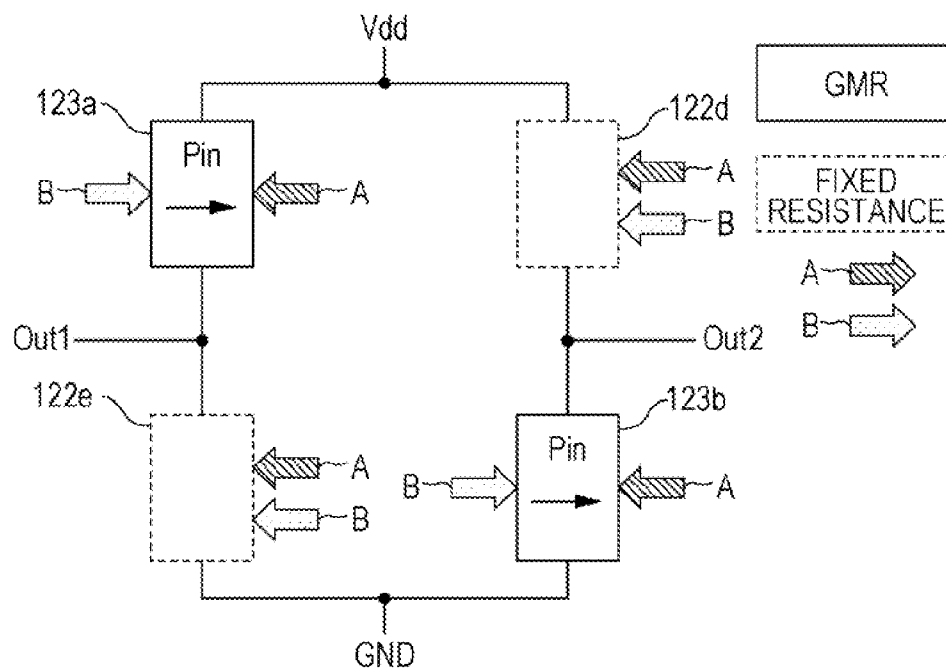 Vdd
123a
Pin
B
A
122d
A
B
GMR
FIXED
RESISTANCE
A
B
Out1
Out2
122e
A
B
123b
Pin
B
A
GND